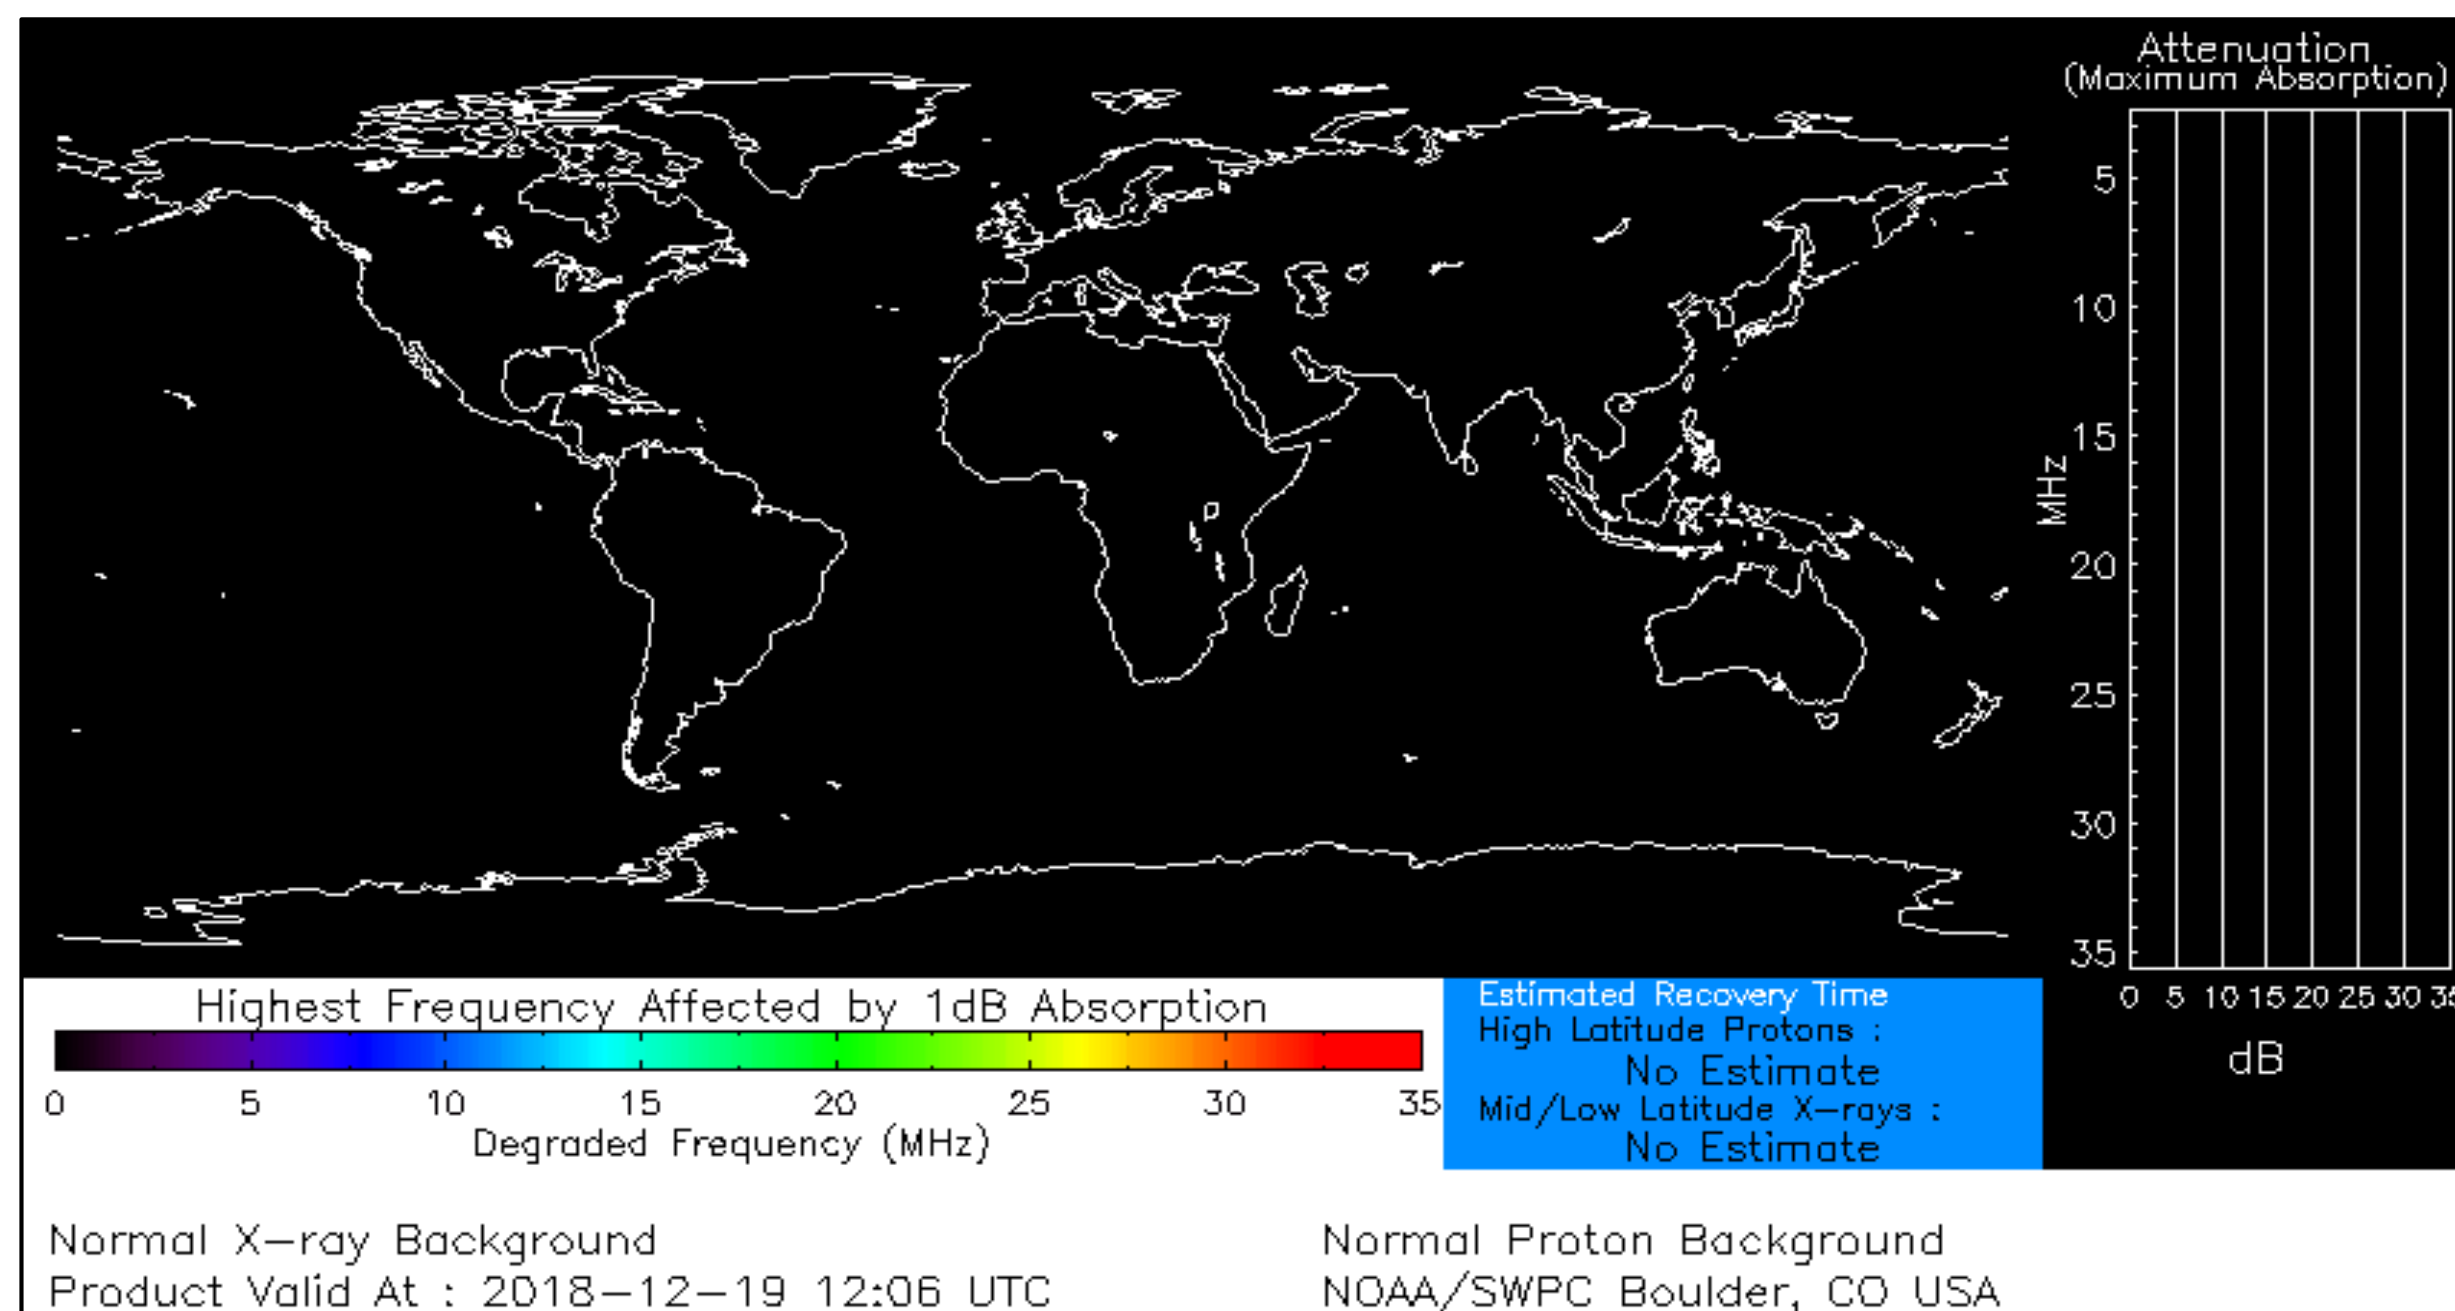 Attenuation
(Maximum Absorption)
5
10
15
20
25
30
35
MHz
0 5 10 15 20 25 30
dB
Highest Frequency Affected by 1dB Absorption
0 5 10 15 20 25 30 35
Degraded Frequency (MHz)
Estimated Recovery Time
High Latitude Protons :
No Estimate
Mid/Low Latitude X-rays :
No Estimate
Normal X-ray Background
Normal Proton Background
Product Valid At : 2018-12-19 12:06 UTC
NOAA/SWPC Boulder, CO USA